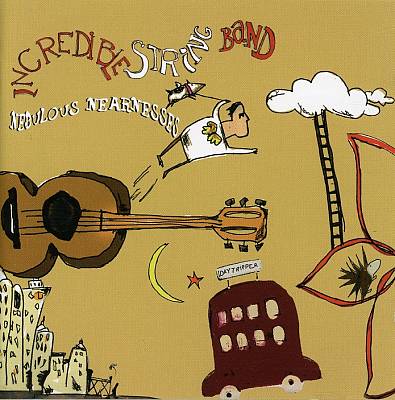 INCREDIBLE STRING BAND
NEBULOUS NEARNESSES
DAYTRIPPER